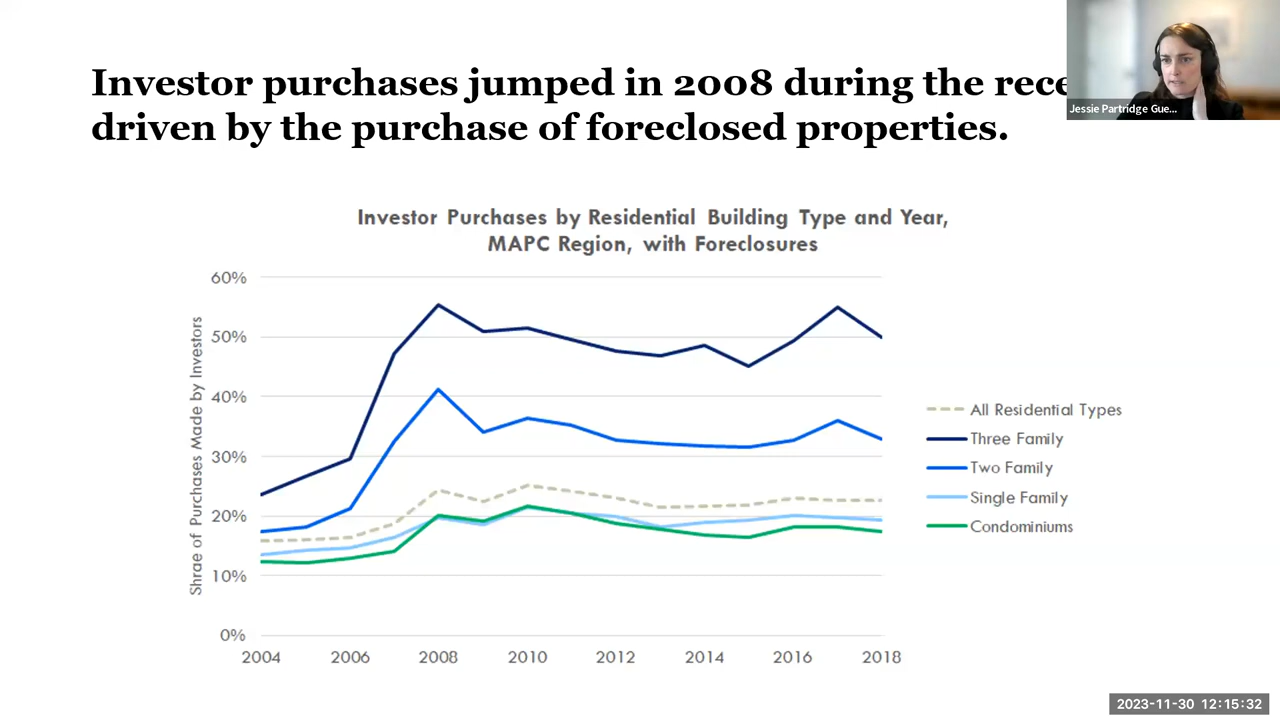 Investor purchases jumped in 2008 during the rece
Jessie Partridge Gue...
driven by the purchase of foreclosed properties.
Investor Purchases by Residential Building Type and Year,
MAPC Region, with Foreclosures
Shrae of Purchases Made by Investors
60%
50%
40%
30%
20%
10%
0%
2004 2006 2008 2010 2012 2014 2016 2018
All Residential Types
Three Family
Two Family
Single Family
Condominiums
2023-11-30 12:15:32